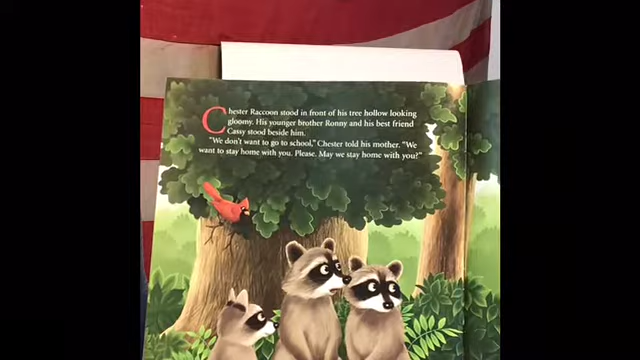 Chester Raccoon stood in front of his tree hollow looking
gloomy. His younger brother Ronny and his best friend
Cassy stood beside him.
"We don't want to go to school," Chester told his mother. "We
want to stay home with you. Please. May we stay home with you?"